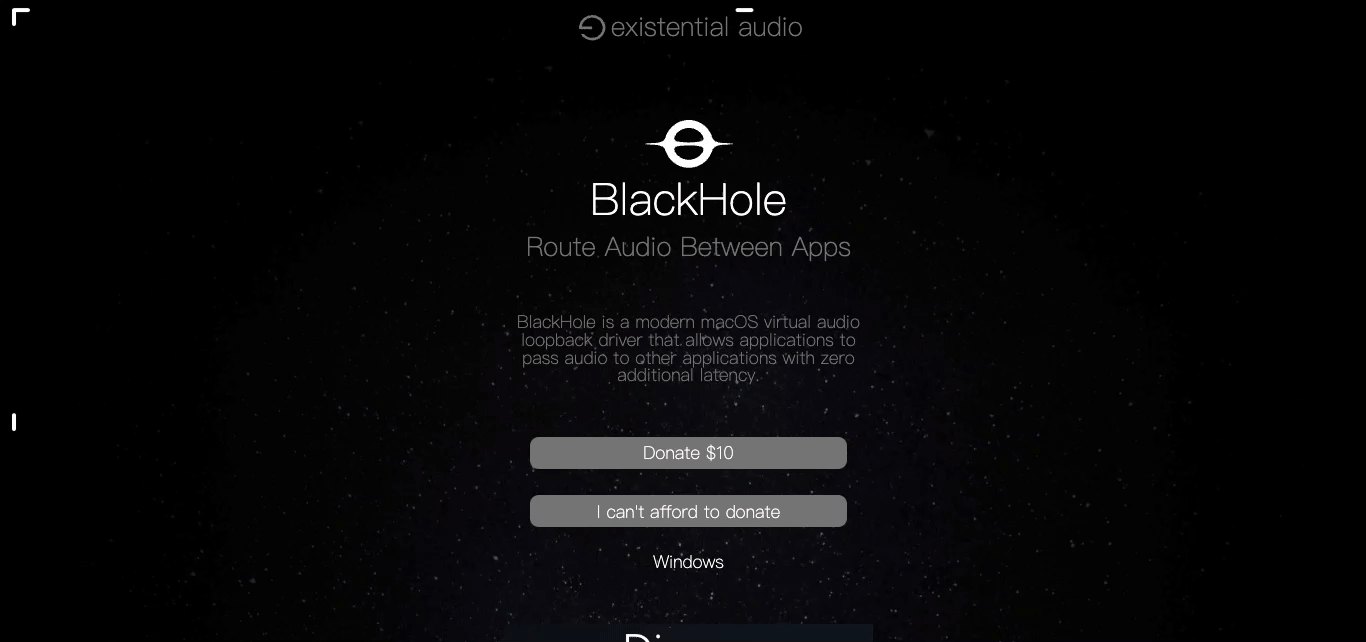 existential audio
BlackHole
Route Audio Between Apps
BlackHole is a modern macOS virtual audio
loopback driver that allows applications to
pass audio to other applications with zero
additional latency.
Donate $10
I can't afford to donate
Windows